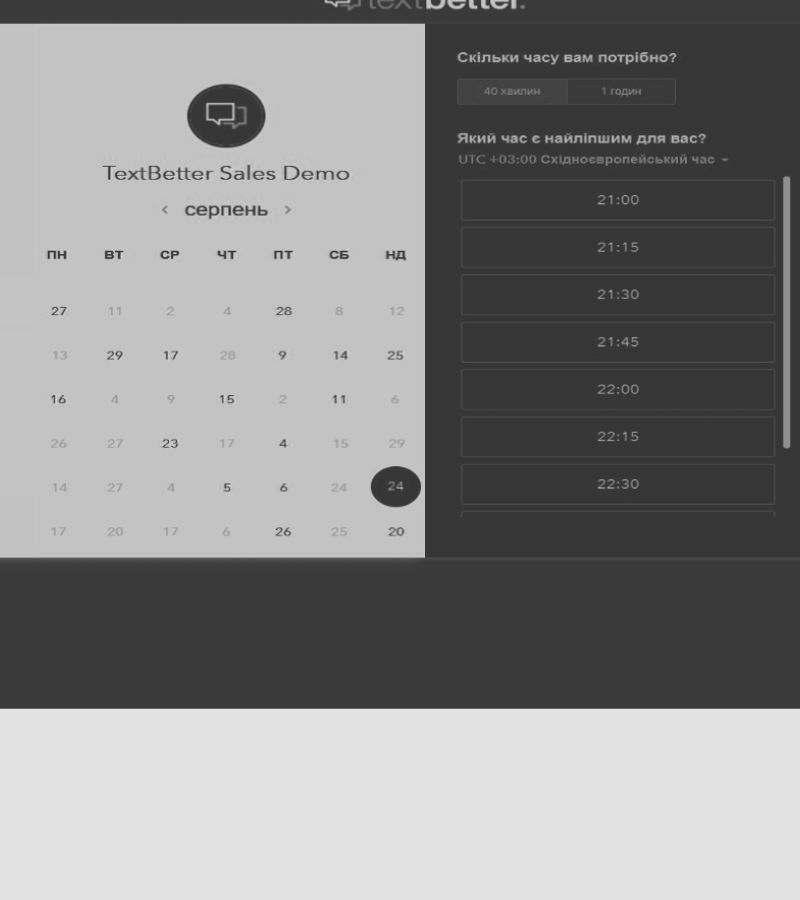 textbetter.
TextBetter Sales Demo
‹ серпень ›
ПН ВТ СР ЧТ ПТ СБ НД
27 11 2 4 28 8 12
13 29 17 28 9 14 25
16 4 9 15 2 11 6
26 27 23 17 4 15 29
14 27 4 5 6 24 24
17 20 17 6 26 25 20
Скільки часу вам потрібно?
40 хвилин 1 годин
Який час є найліпшим для вас?
UTC +03:00 Східноєвропейський час
21:00
21:15
21:30
21:45
22:00
22:15
22:30